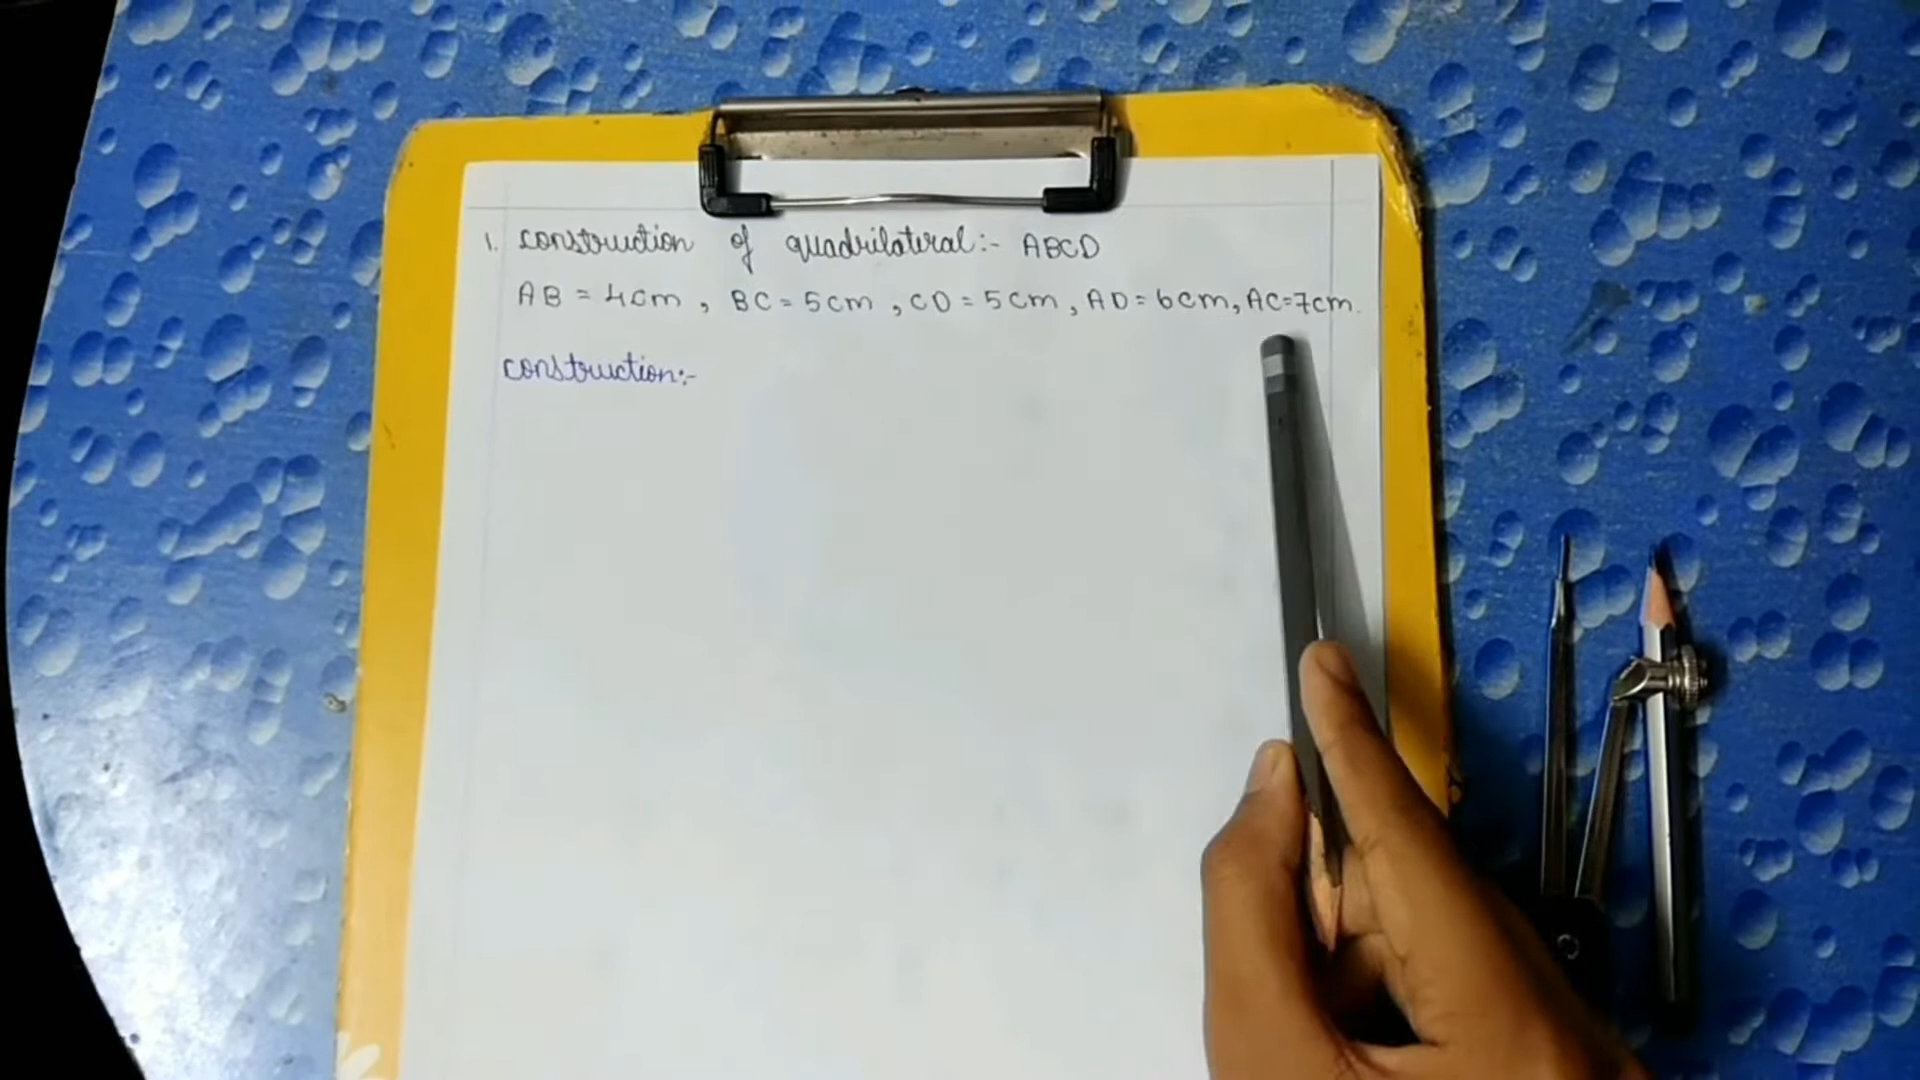 1. construction of quadrilateral:- ABCD
AB = 4cm, BC = 5cm, CD = 5cm, AD = 6cm, AC=7cm.
construction:-